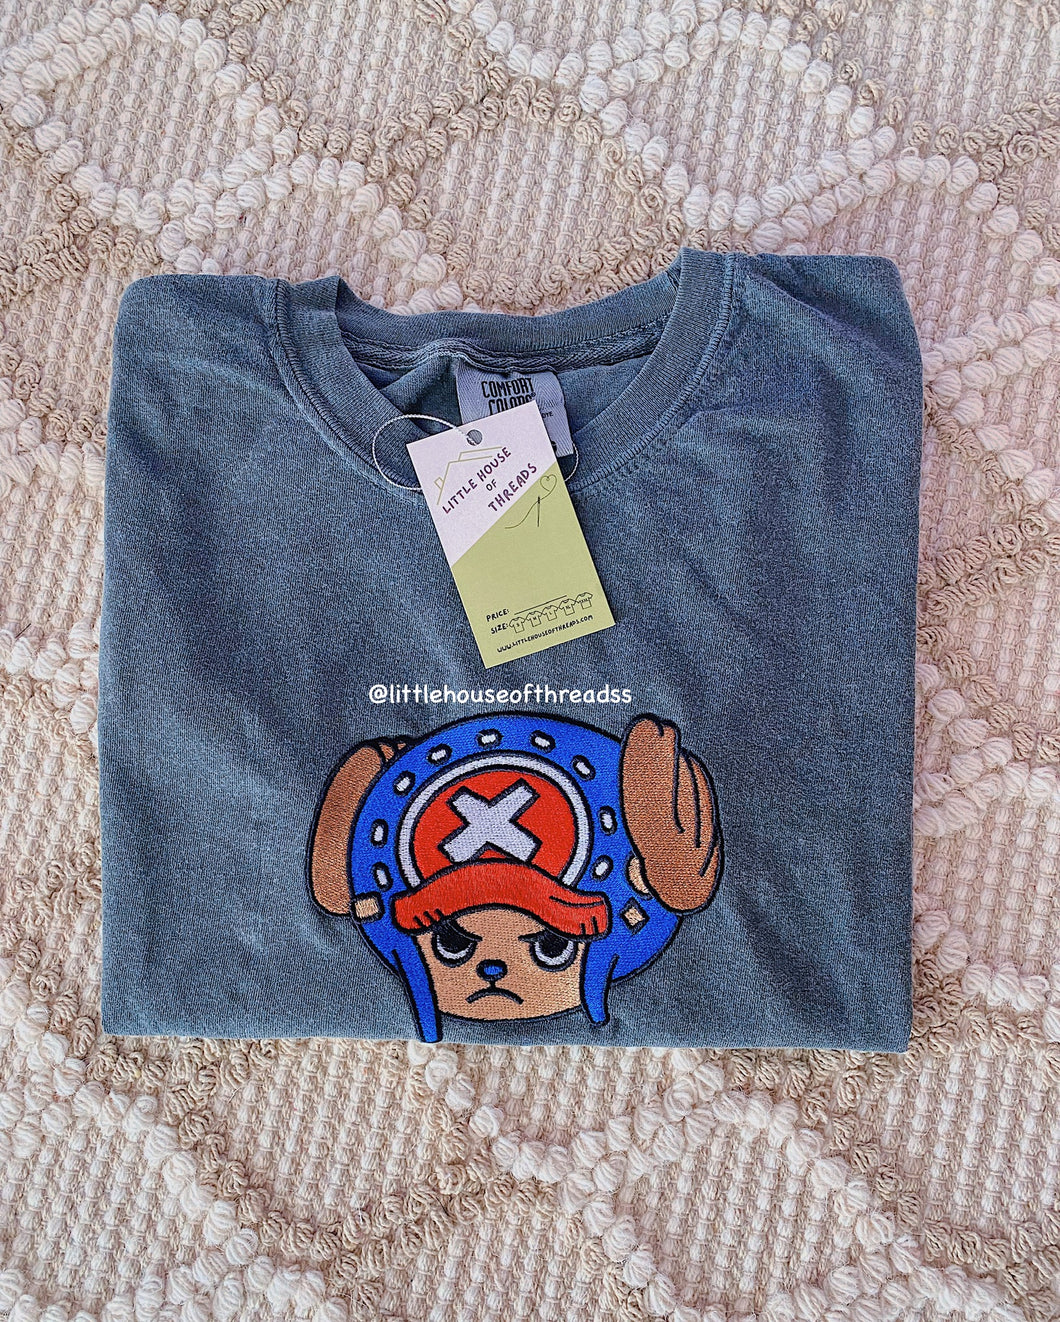 COMFORT
COLORS
LITTLE HOUSE
OF
THREADS
PRICE:
SIZE:
WWW.LITTLEHOUSEOFTHREADS.COM
@littlehouseofthreadss